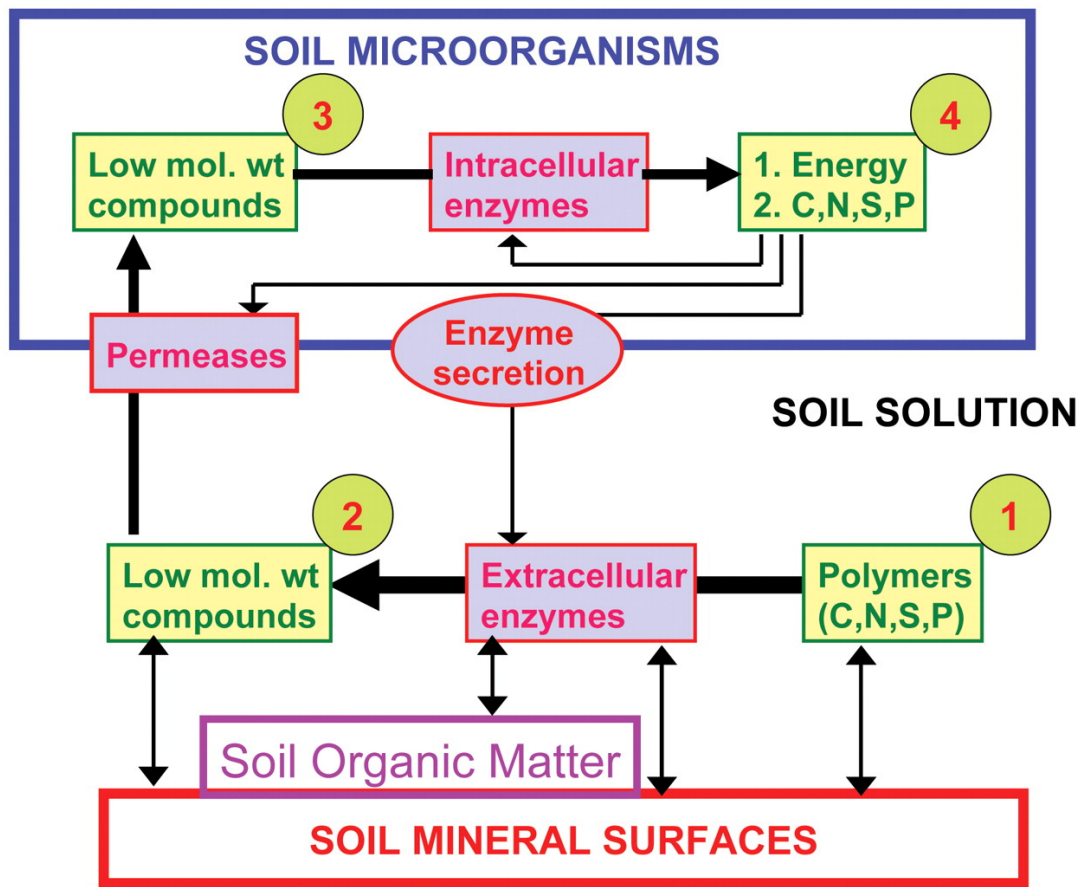 SOIL MICROORGANISMS
3
4
Low mol. wt
compounds
Intracellular
enzymes
1. Energy
2. C,N,S,P
Permeases
Enzyme
secretion
SOIL SOLUTION
2
1
Low mol. wt
compounds
Extracellular
enzymes
Polymers
(C,N,S,P)
Soil Organic Matter
SOIL MINERAL SURFACES